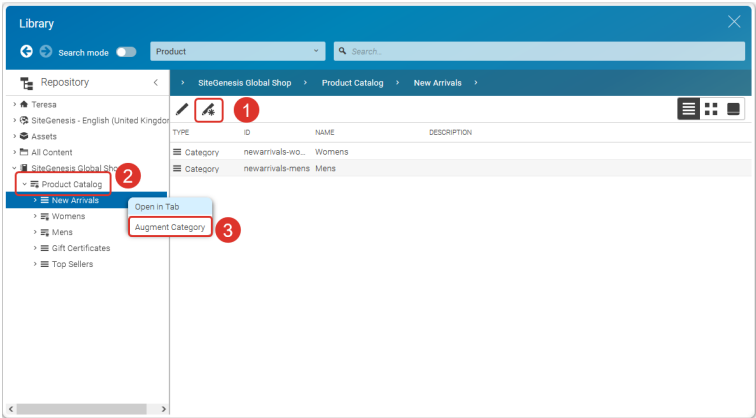 Library
Search mode
Product
Search...
Repository
SiteGenesis Global Shop
Product Catalog
New Arrivals
Teresa
SiteGenesis - English (United Kingdor
Assets
All Content
SiteGenesis Global Sho
Product Catalog
New Arrivals
Womens
Mens
Gift Certificates
Top Sellers
1
TYPE ID NAME DESCRIPTION
Category newarrivals-wo... Womens
Category newarrivals-mens Mens
2
Open in Tab
Augment Category
3